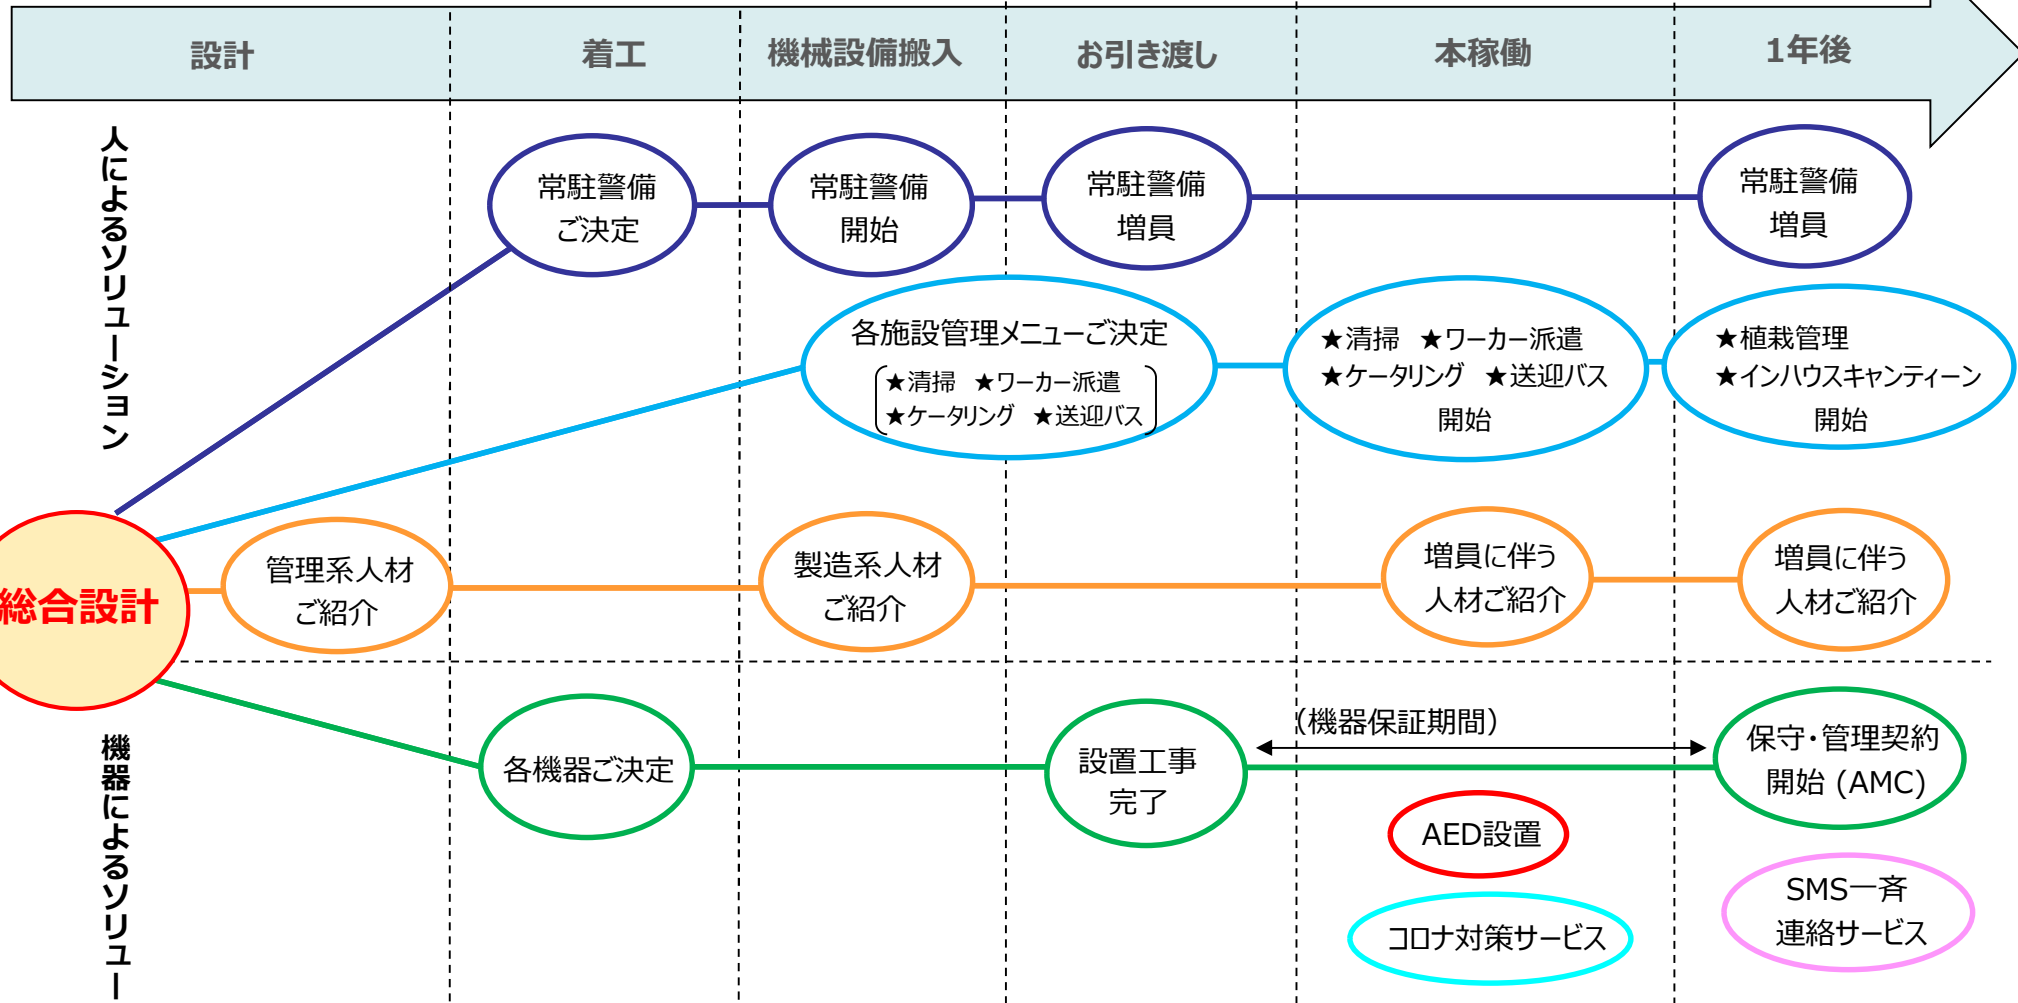 設計
着工
機械設備搬入
お引き渡し
本稼働
1年後
人によるソリューション
常駐警備
ご決定
常駐警備
開始
常駐警備
増員
常駐警備
増員
各施設管理メニューご決定
★清掃 ★ワーカー派遣
★ケータリング ★送迎バス
★清掃 ★ワーカー派遣
★ケータリング ★送迎バス
開始
★植栽管理
★インハウスキャンティーン
開始
総合設計
管理系人材
ご紹介
製造系人材
ご紹介
増員に伴う
人材ご紹介
増員に伴う
人材ご紹介
機器によるソリュー
各機器ご決定
設置工事
完了
(機器保証期間)
保守・管理契約
開始 (AMC)
AED設置
コロナ対策サービス
SMS一斉
連絡サービス